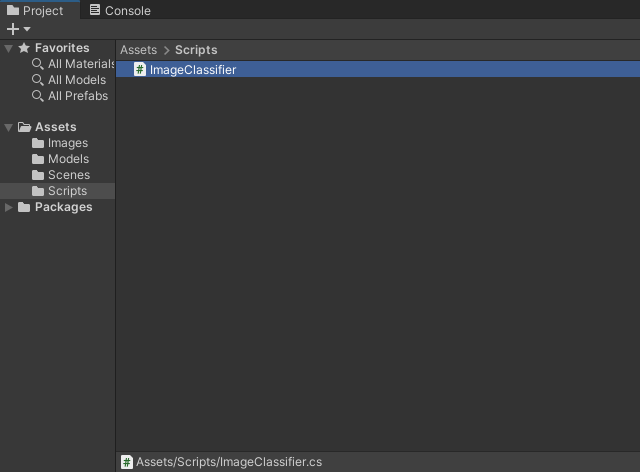 Project
Console
Favorites
All Materials
All Models
All Prefabs
Assets
Images
Models
Scenes
Scripts
Packages
Assets > Scripts
# ImageClassifier
# Assets/Scripts/ImageClassifier.cs